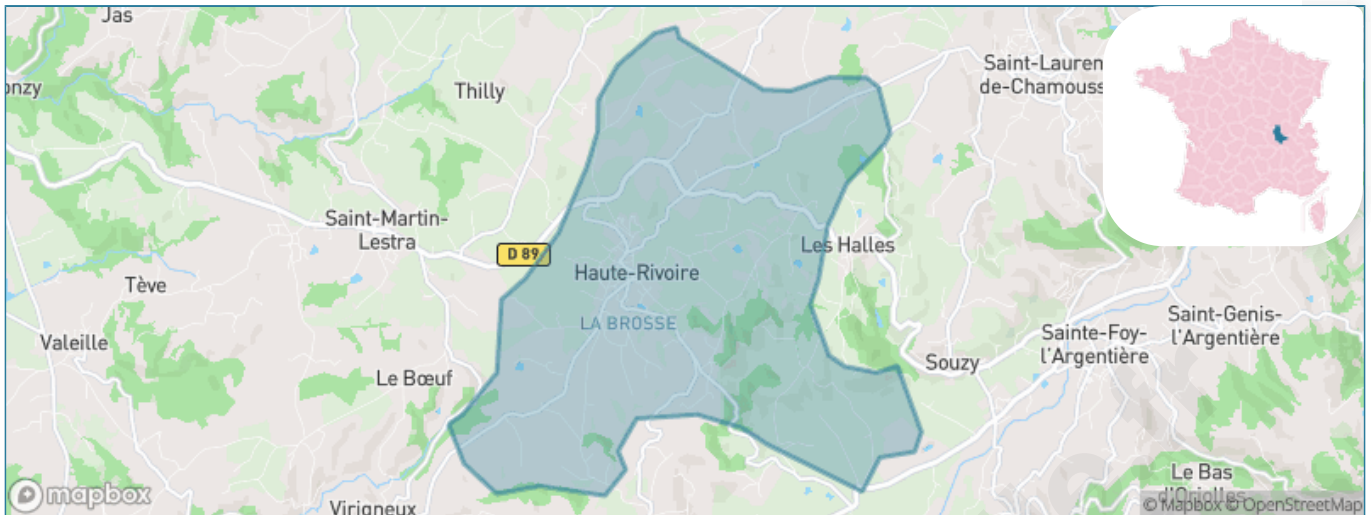 Jas
onzy
Thilly
Saint-Lauren
de-Chamouss
Saint-Martin-
Lestra
D 89
Les Halles
Haute-Rivoire
Tève
LA BROSSE
Valeille
Saint-Genis-
l'Argentière
Sainte-Foy-
l'Argentière
Souzy
Le Bœuf
Le Bas
d'Oriolles
mapbox
Virigneux
© Mapbox © OpenStreetMap